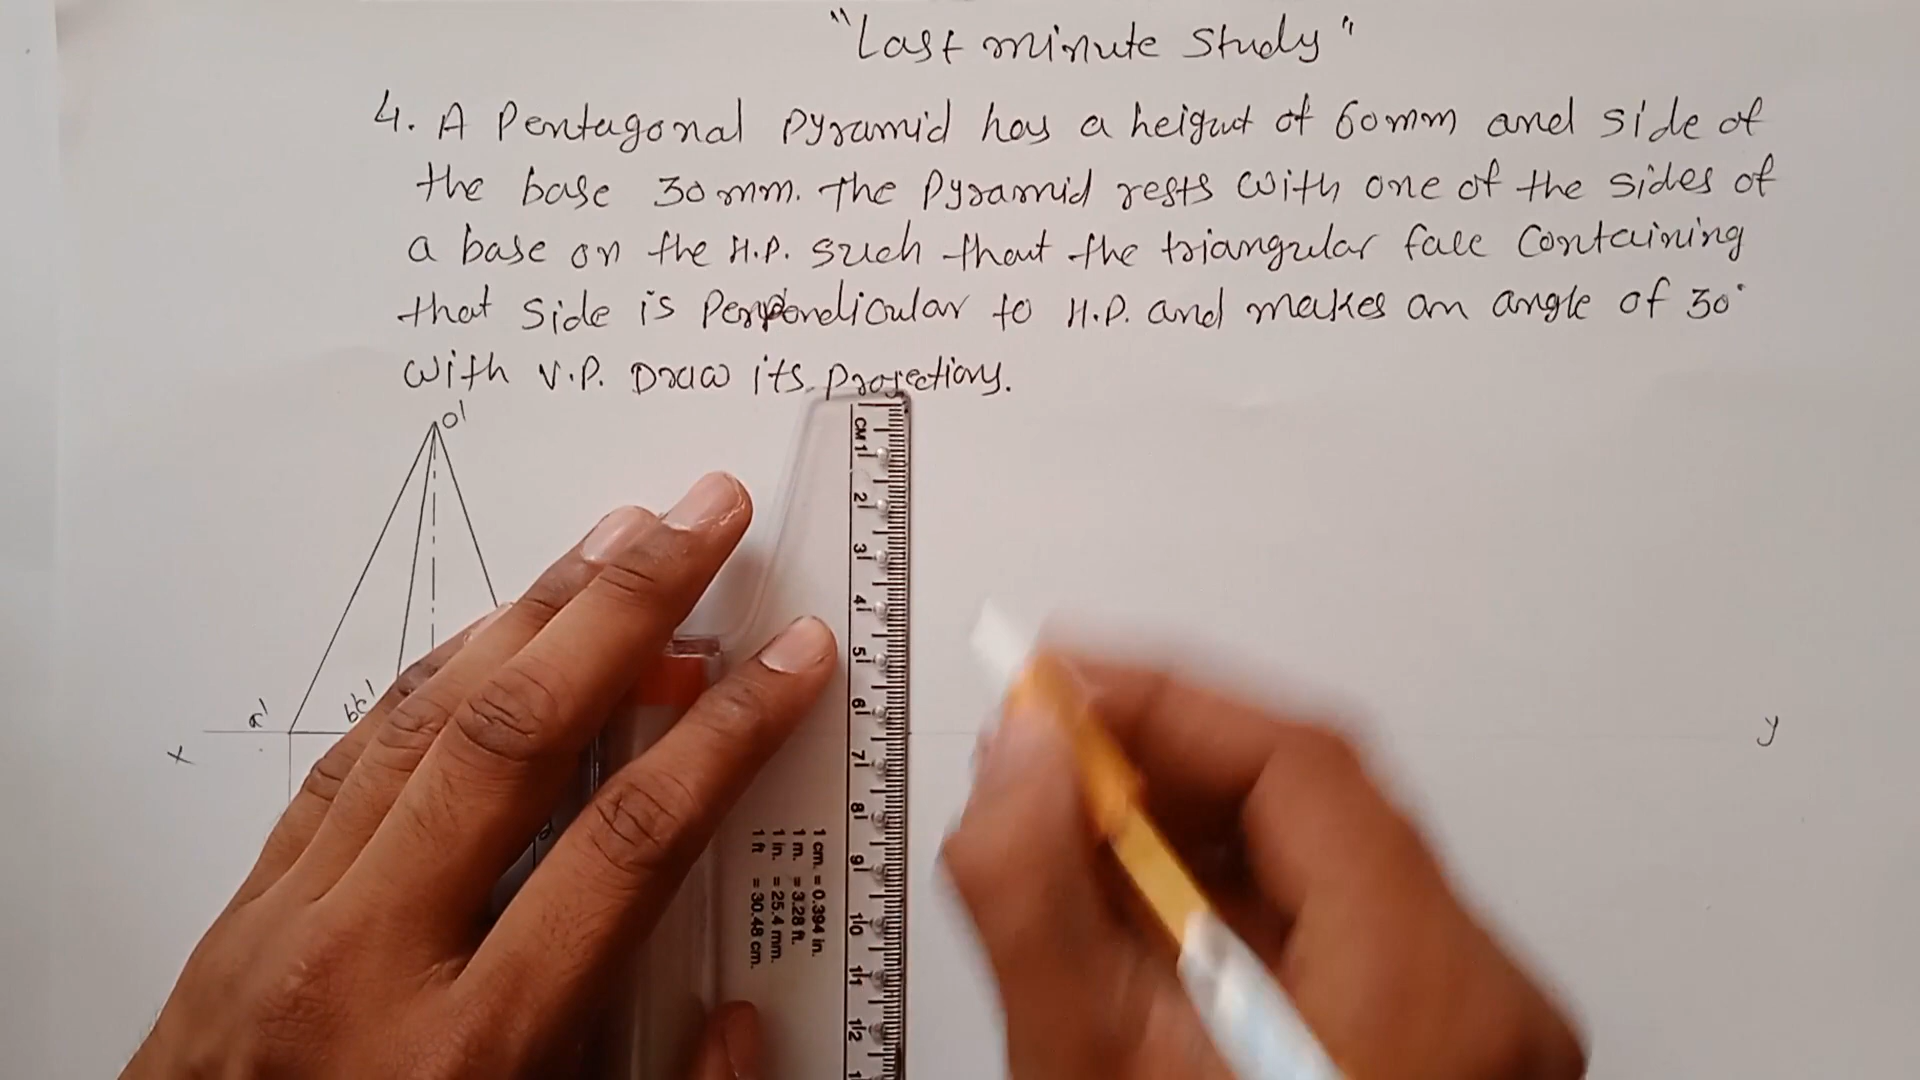 "Last minute Study"
4. A Pentagonal pyramid has a height of 60mm and side of
the base 30mm. The Pyramid rests with one of the sides of
a base on the H.P. such that the triangular face Containing
that side is Perpendicular to H.P. and makes an angle of 30°
with V.P. Draw its projections.
o'
a'
b'c'
x
y
d
CM 1 2 3 4 5 6 7 8 9 10 11 12
1 cm. = 0.394 in.
1 m. = 3.28 ft.
1 in. = 25.4 mm.
1 ft = 30.48 cm.